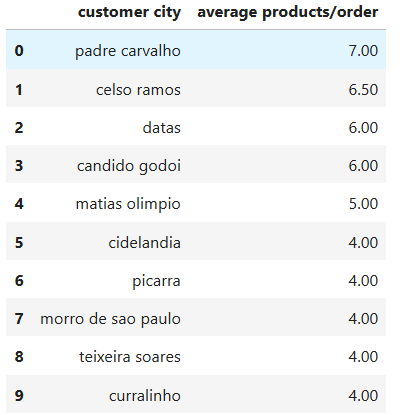 customer city average products/order
0 padre carvalho 7.00
1 celso ramos 6.50
2 datas 6.00
3 candido godoi 6.00
4 matias olimpio 5.00
5 cidelandia 4.00
6 picarra 4.00
7 morro de sao paulo 4.00
8 teixeira soares 4.00
9 curralinho 4.00